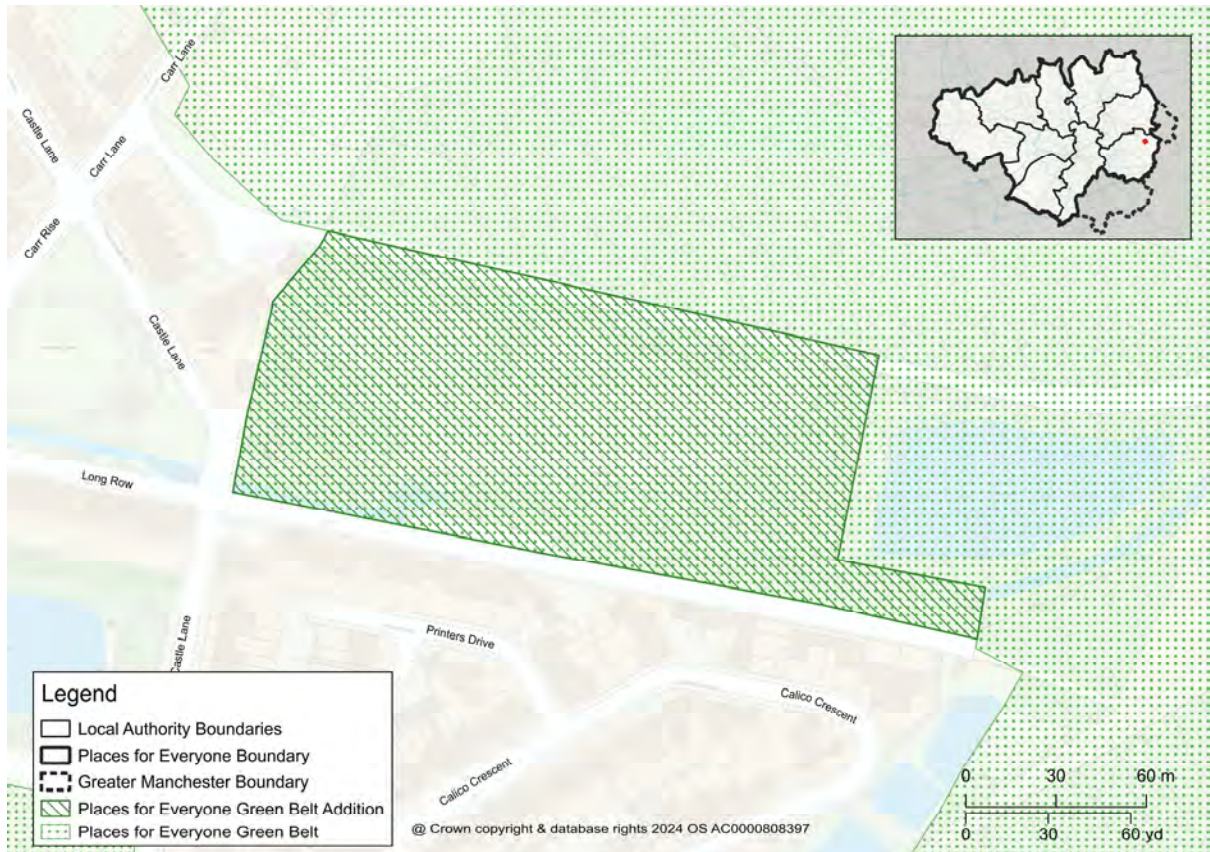 Carr Lane
Castle Lane
Carr Lane
Carr Rise
Castle Lane
Long Row
Castle Lane
Printers Drive
Calico Crescent
Calico Crescent
Legend
Local Authority Boundaries
Places for Everyone Boundary
Greater Manchester Boundary
Places for Everyone Green Belt Addition
Places for Everyone Green Belt
@ Crown copyright & database rights 2024 OS AC0000808397
0 30 60 m
0 30 60 yd